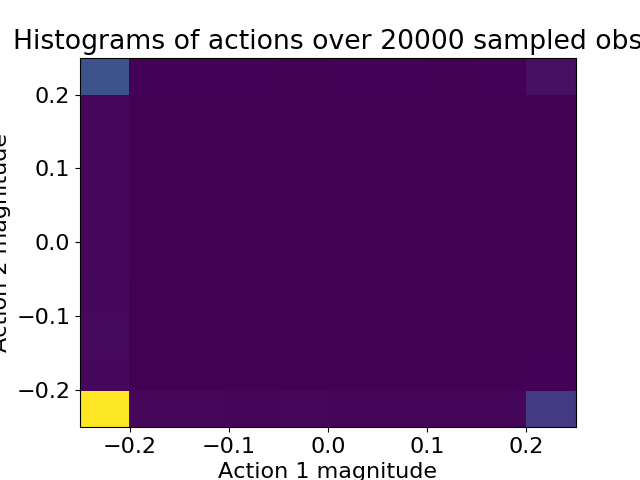 Histograms of actions over 20000 sampled obs
0.2
0.1
0.0
−0.1
−0.2
Action 2 magnitude
−0.2 −0.1 0.0 0.1 0.2
Action 1 magnitude